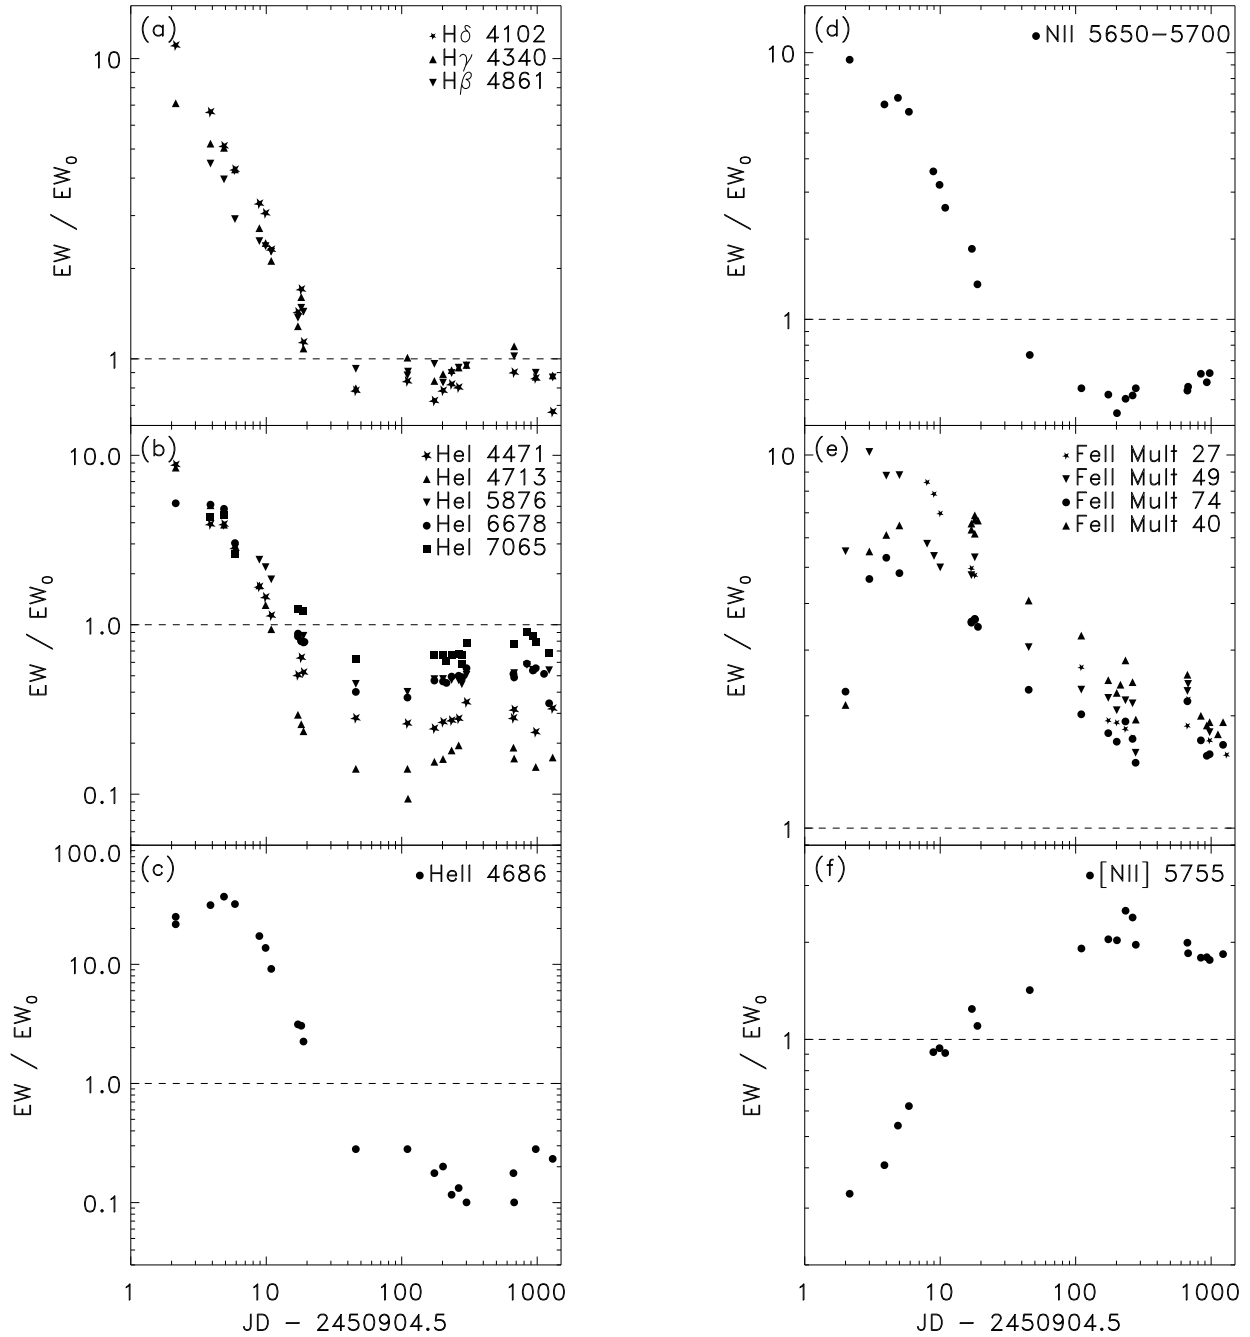 (a)
★ Hδ 4102
▲ Hγ 4340
▼ Hβ 4861
10
1
EW / EW₀
(b)
★ HeI 4471
▲ HeI 4713
▼ HeI 5876
● HeI 6678
■ HeI 7065
10.0
1.0
0.1
EW / EW₀
(c)
● HeII 4686
100.0
10.0
1.0
0.1
EW / EW₀
1 10 100 1000
JD − 2450904.5
(d)
● NII 5650−5700
10
1
EW / EW₀
(e)
★ FeII Mult 27
▼ FeII Mult 49
● FeII Mult 74
▲ FeII Mult 40
10
1
EW / EW₀
(f)
● [NII] 5755
1
EW / EW₀
1 10 100 1000
JD − 2450904.5